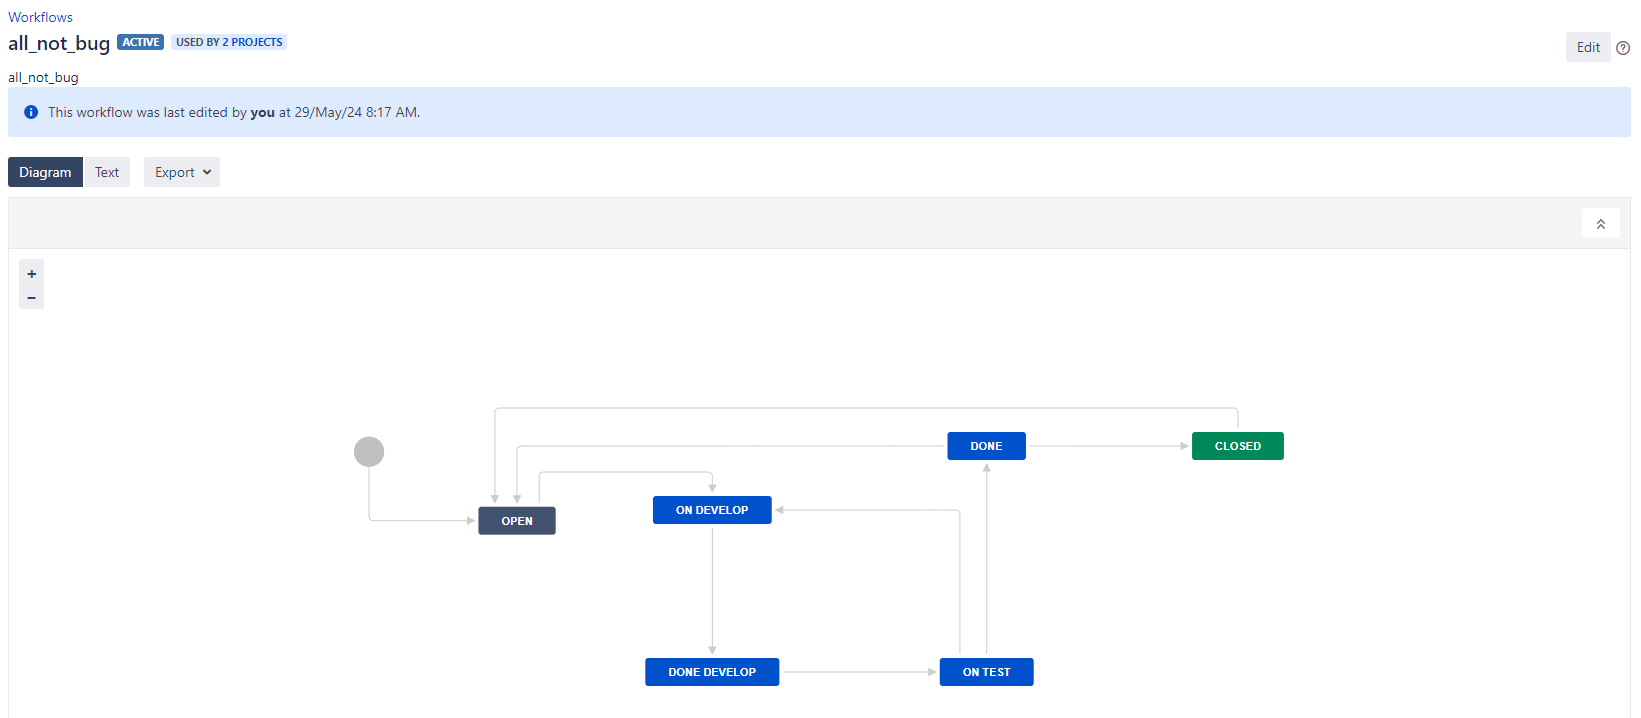 Workflows
all_not_bug ACTIVE USED BY 2 PROJECTS
Edit
all_not_bug
This workflow was last edited by you at 29/May/24 8:17 AM.
Diagram Text Export
+
−
DONE CLOSED
OPEN ON DEVELOP
DONE DEVELOP ON TEST